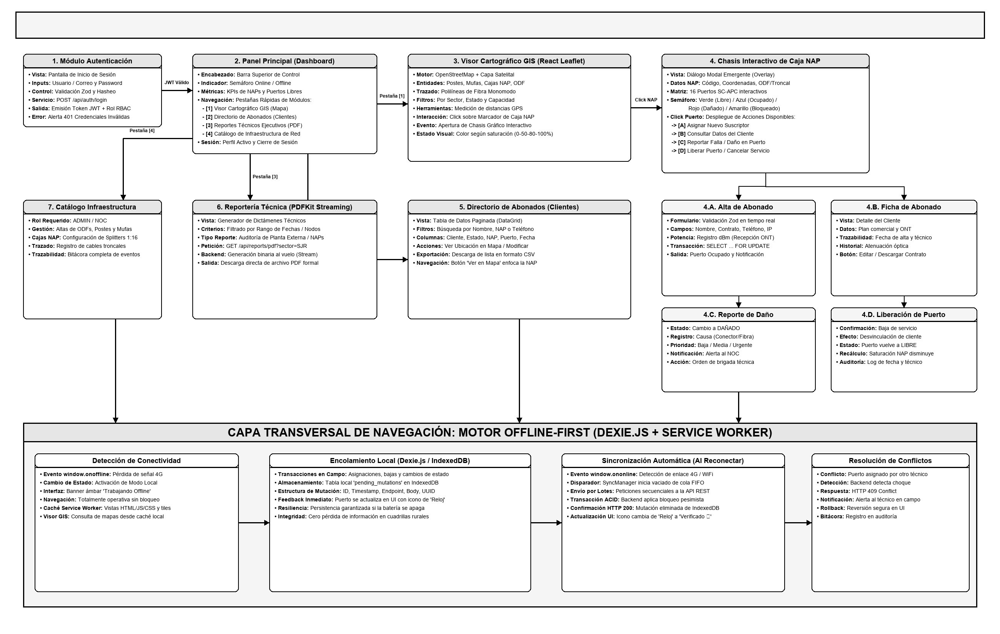 1. Módulo Autenticación
• Vista: Pantalla de Inicio de Sesión
• Inputs: Usuario / Correo y Password
• Control: Validación Zod y Hasheo
• Servicio: POST /api/auth/login
• Salida: Emisión Token JWT + Rol RBAC
• Error: Alerta 401 Credenciales Inválidas
JWT Válido
2. Panel Principal (Dashboard)
• Encabezado: Barra Superior de Control
• Indicador: Semáforo Online / Offline
• Métricas: KPIs de NAPs y Puertos Libres
• Navegación: Pestañas Rápidas de Módulos:
- [1] Visor Cartográfico GIS (Mapa)
- [2] Directorio de Abonados (Clientes)
- [3] Reportes Técnicos Ejecutivos (PDF)
- [4] Catálogo de Infraestructura de Red
• Sesión: Perfil Activo y Cierre de Sesión
Pestaña [1]
3. Visor Cartográfico GIS (React Leaflet)
• Motor: OpenStreetMap + Capa Satelital
• Entidades: Postes, Mufas, Cajas NAP, ODF
• Trazado: Polilíneas de Fibra Monomodo
• Filtros: Por Sector, Estado y Capacidad
• Herramientas: Medición de distancias GPS
• Interacción: Click sobre Marcador de Caja NAP
• Evento: Apertura de Chasis Gráfico Interactivo
• Estado Visual: Color según saturación (0-50-80-100%)
Click NAP
4. Chasis Interactivo de Caja NAP
• Vista: Diálogo Modal Emergente (Overlay)
• Datos NAP: Código, Coordenadas, ODF/Troncal
• Matriz: 16 Puertos SC-APC interactivos
• Semáforo: Verde (Libre) / Azul (Ocupado) /
Rojo (Dañado) / Amarillo (Bloqueado)
• Click Puerto: Despliegue de Acciones Disponibles:
-> [A] Asignar Nuevo Suscriptor
-> [B] Consultar Datos del Cliente
-> [C] Reportar Falla / Daño en Puerto
-> [D] Liberar Puerto / Cancelar Servicio
Pestaña [4]
Pestaña [3]
7. Catálogo Infraestructura
• Rol Requerido: ADMIN / NOC
• Gestión: Altas de ODFs, Postes y Mufas
• Cajas NAP: Configuración de Splitters 1:16
• Trazado: Registro de cables troncales
• Trazabilidad: Bitácora completa de eventos
6. Reportería Técnica (PDFKit Streaming)
• Vista: Generador de Dictámenes Técnicos
• Criterios: Filtrado por Rango de Fechas / Nodos
• Tipo Reporte: Auditoría de Planta Externa / NAPs
• Petición: GET /api/reports/pdf?sector=SJR
• Backend: Generación binaria al vuelo (Stream)
• Salida: Descarga directa de archivo PDF formal
5. Directorio de Abonados (Clientes)
• Vista: Tabla de Datos Paginada (DataGrid)
• Filtros: Búsqueda por Nombre, NAP o Teléfono
• Columnas: Cliente, Estado, NAP, Puerto, Fecha
• Acciones: Ver Ubicación en Mapa / Modificar
• Exportación: Descarga de lista en formato CSV
• Navegación: Botón 'Ver en Mapa' enfoca la NAP
4.A. Alta de Abonado
• Formulario: Validación Zod en tiempo real
• Campos: Nombre, Contrato, Teléfono, IP
• Potencia: Registro dBm (Recepción ONT)
• Transacción: SELECT ... FOR UPDATE
• Salida: Puerto Ocupado y Notificación
4.B. Ficha de Abonado
• Vista: Detalle del Cliente
• Datos: Plan comercial y ONT
• Trazabilidad: Fecha de alta y técnico
• Historial: Atenuación óptica
• Botón: Editar / Descargar Contrato
4.C. Reporte de Daño
• Estado: Cambio a DAÑADO
• Registro: Causa (Conector/Fibra)
• Prioridad: Baja / Media / Urgente
• Notificación: Alerta al NOC
• Acción: Orden de brigada técnica
4.D. Liberación de Puerto
• Confirmación: Baja de servicio
• Efecto: Desvinculación de cliente
• Estado: Puerto vuelve a LIBRE
• Recálculo: Saturación NAP disminuye
• Auditoría: Log de fecha y técnico
CAPA TRANSVERSAL DE NAVEGACIÓN: MOTOR OFFLINE-FIRST (DEXIE.JS + SERVICE WORKER)
Detección de Conectividad
• Evento window.onoffline: Pérdida de señal 4G
• Cambio de Estado: Activación de Modo Local
• Interfaz: Banner ámbar 'Trabajando Offline'
• Navegación: Totalmente operativa sin bloqueo
• Caché Service Worker: Vistas HTML/JS/CSS y tiles
• Visor GIS: Consulta de mapas desde caché local
Encolamiento Local (Dexie.js / IndexedDB)
• Transacciones en Campo: Asignaciones, bajas y cambios de estado
• Almacenamiento: Tabla local 'pending_mutations' en IndexedDB
• Estructura de Mutación: ID, Timestamp, Endpoint, Body, UUID
• Feedback Inmediato: Puerto se actualiza en UI con icono de 'Reloj'
• Resiliencia: Persistencia garantizada si la batería se apaga
• Integridad: Cero pérdida de información en cuadrillas rurales
Sincronización Automática (Al Reconectar)
• Evento window.ononline: Detección de enlace 4G / WiFi
• Disparador: SyncManager inicia vaciado de cola FIFO
• Envío por Lotes: Peticiones secuenciales a la API REST
• Transacción ACID: Backend aplica bloqueo pesimista
• Confirmación HTTP 200: Mutación eliminada de IndexedDB
• Actualización UI: Icono cambia de 'Reloj' a 'Verificado □'
Resolución de Conflictos
• Conflicto: Puerto asignado por otro técnico
• Detección: Backend detecta choque
• Respuesta: HTTP 409 Conflict
• Notificación: Alerta al técnico en campo
• Rollback: Reversión segura en UI
• Bitácora: Registro en auditoría